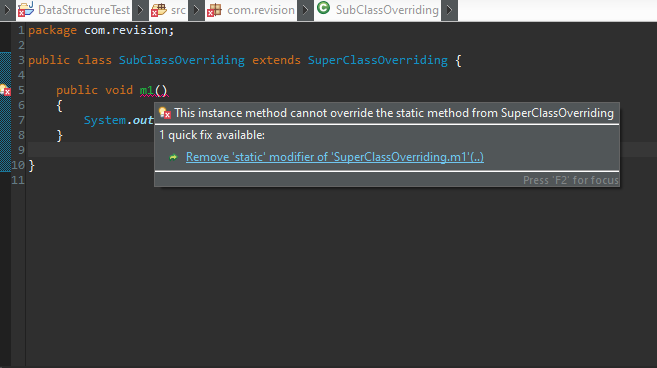 DataStructureTest src com.revision SubClassOverriding
1 package com.revision;
2
3 public class SubClassOverriding extends SuperClassOverriding {
4
5 public void m1()
6 {
7 System.out
8 }
9
10 }
11
This instance method cannot override the static method from SuperClassOverriding
1 quick fix available:
Remove 'static' modifier of 'SuperClassOverriding.m1'(..)
Press 'F2' for focus